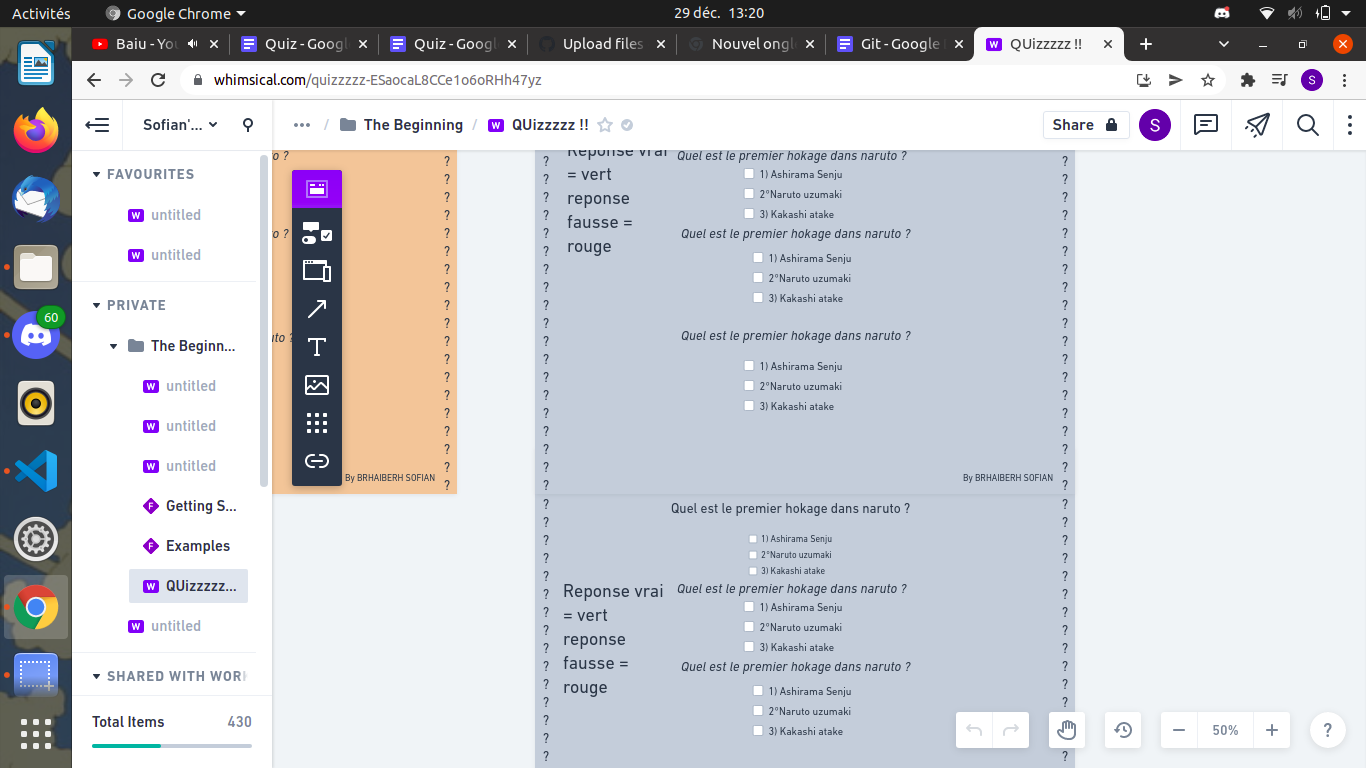 Activités
Google Chrome
29 déc. 13:20
Baiu - You
Quiz - Googl
Quiz - Googl
Upload files
Nouvel ongl
Git - Google
QUizzzzz !!
whimsical.com/quizzzzz-ESaocaL8CCe1o6oRHh47yz
S
Sofian'...
The Beginning
QUizzzzz !!
Share
S
FAVOURITES
untitled
untitled
PRIVATE
The Beginn...
untitled
untitled
untitled
Getting S...
Examples
QUizzzzz...
untitled
SHARED WITH WOR
Total Items 430
60
o ?
o ?
uto ?
By BRHAIBERH SOFIAN
Reponse vrai
= vert
reponse
fausse =
rouge
Quel est le premier hokage dans naruto ?
1) Ashirama Senju
2°Naruto uzumaki
3) Kakashi atake
Quel est le premier hokage dans naruto ?
1) Ashirama Senju
2°Naruto uzumaki
3) Kakashi atake
Quel est le premier hokage dans naruto ?
1) Ashirama Senju
2°Naruto uzumaki
3) Kakashi atake
By BRHAIBERH SOFIAN
Quel est le premier hokage dans naruto ?
1) Ashirama Senju
2°Naruto uzumaki
3) Kakashi atake
Reponse vrai
= vert
reponse
fausse =
rouge
Quel est le premier hokage dans naruto ?
1) Ashirama Senju
2°Naruto uzumaki
3) Kakashi atake
Quel est le premier hokage dans naruto ?
1) Ashirama Senju
2°Naruto uzumaki
3) Kakashi atake
50%
?